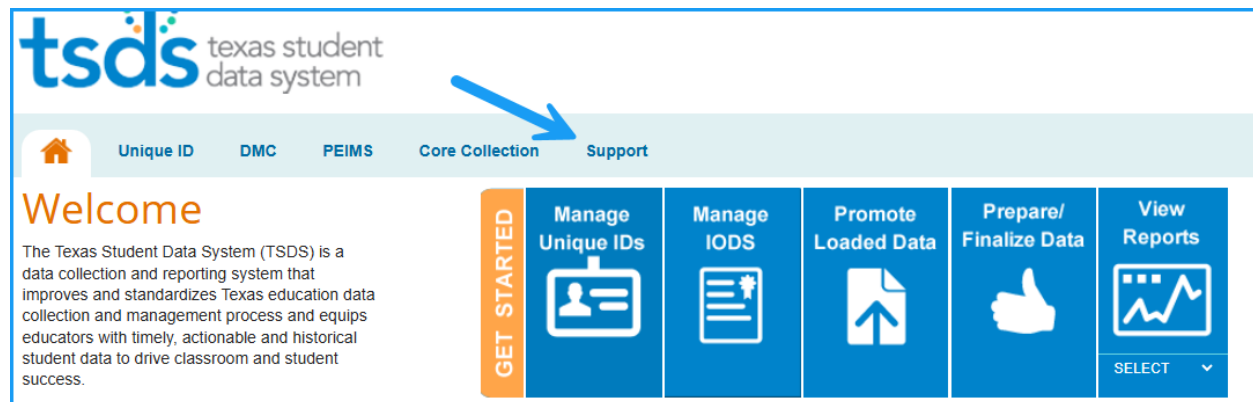 tsds texas student
data system
Unique ID DMC PEIMS Core Collection Support
Welcome
The Texas Student Data System (TSDS) is a
data collection and reporting system that
improves and standardizes Texas education data
collection and management process and equips
educators with timely, actionable and historical
student data to drive classroom and student
success.
GET STARTED
Manage
Unique IDs
Manage
IODS
Promote
Loaded Data
Prepare/
Finalize Data
View
Reports
SELECT